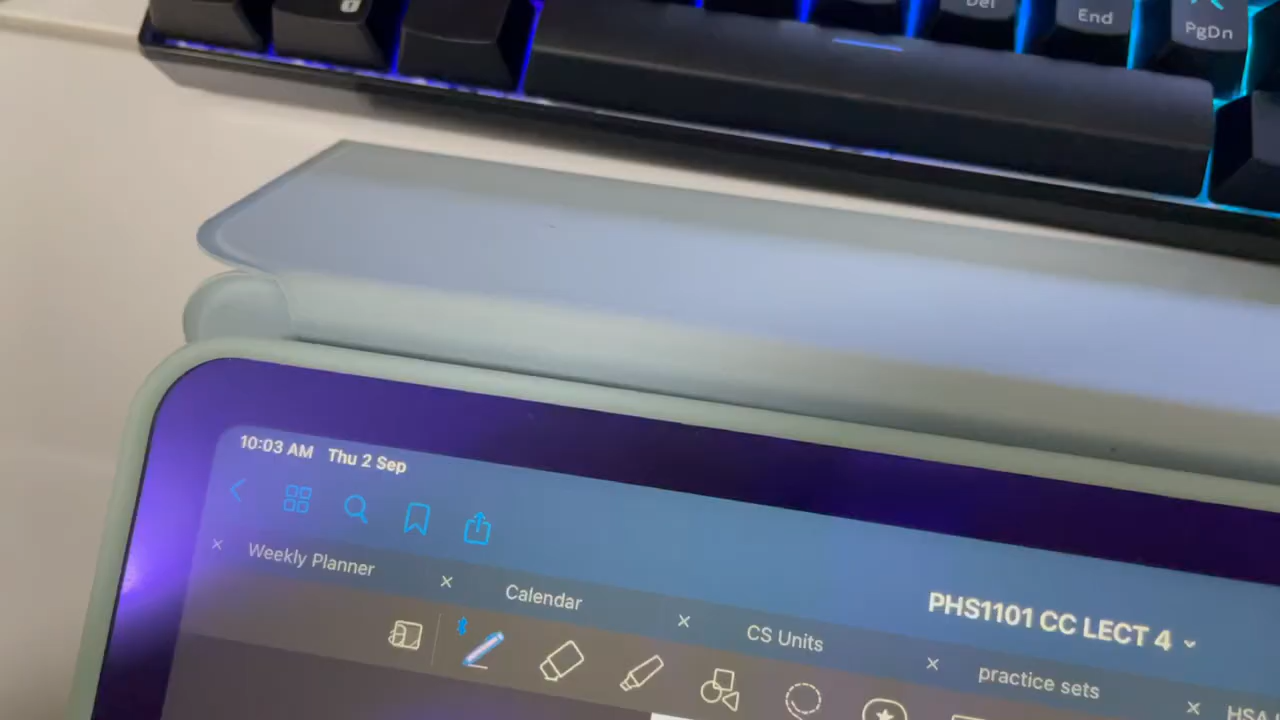 Del
End
PgDn
10:03 AM Thu 2 Sep
PHS1101 CC LECT 4
Weekly Planner
Calendar
CS Units
practice sets
HSA